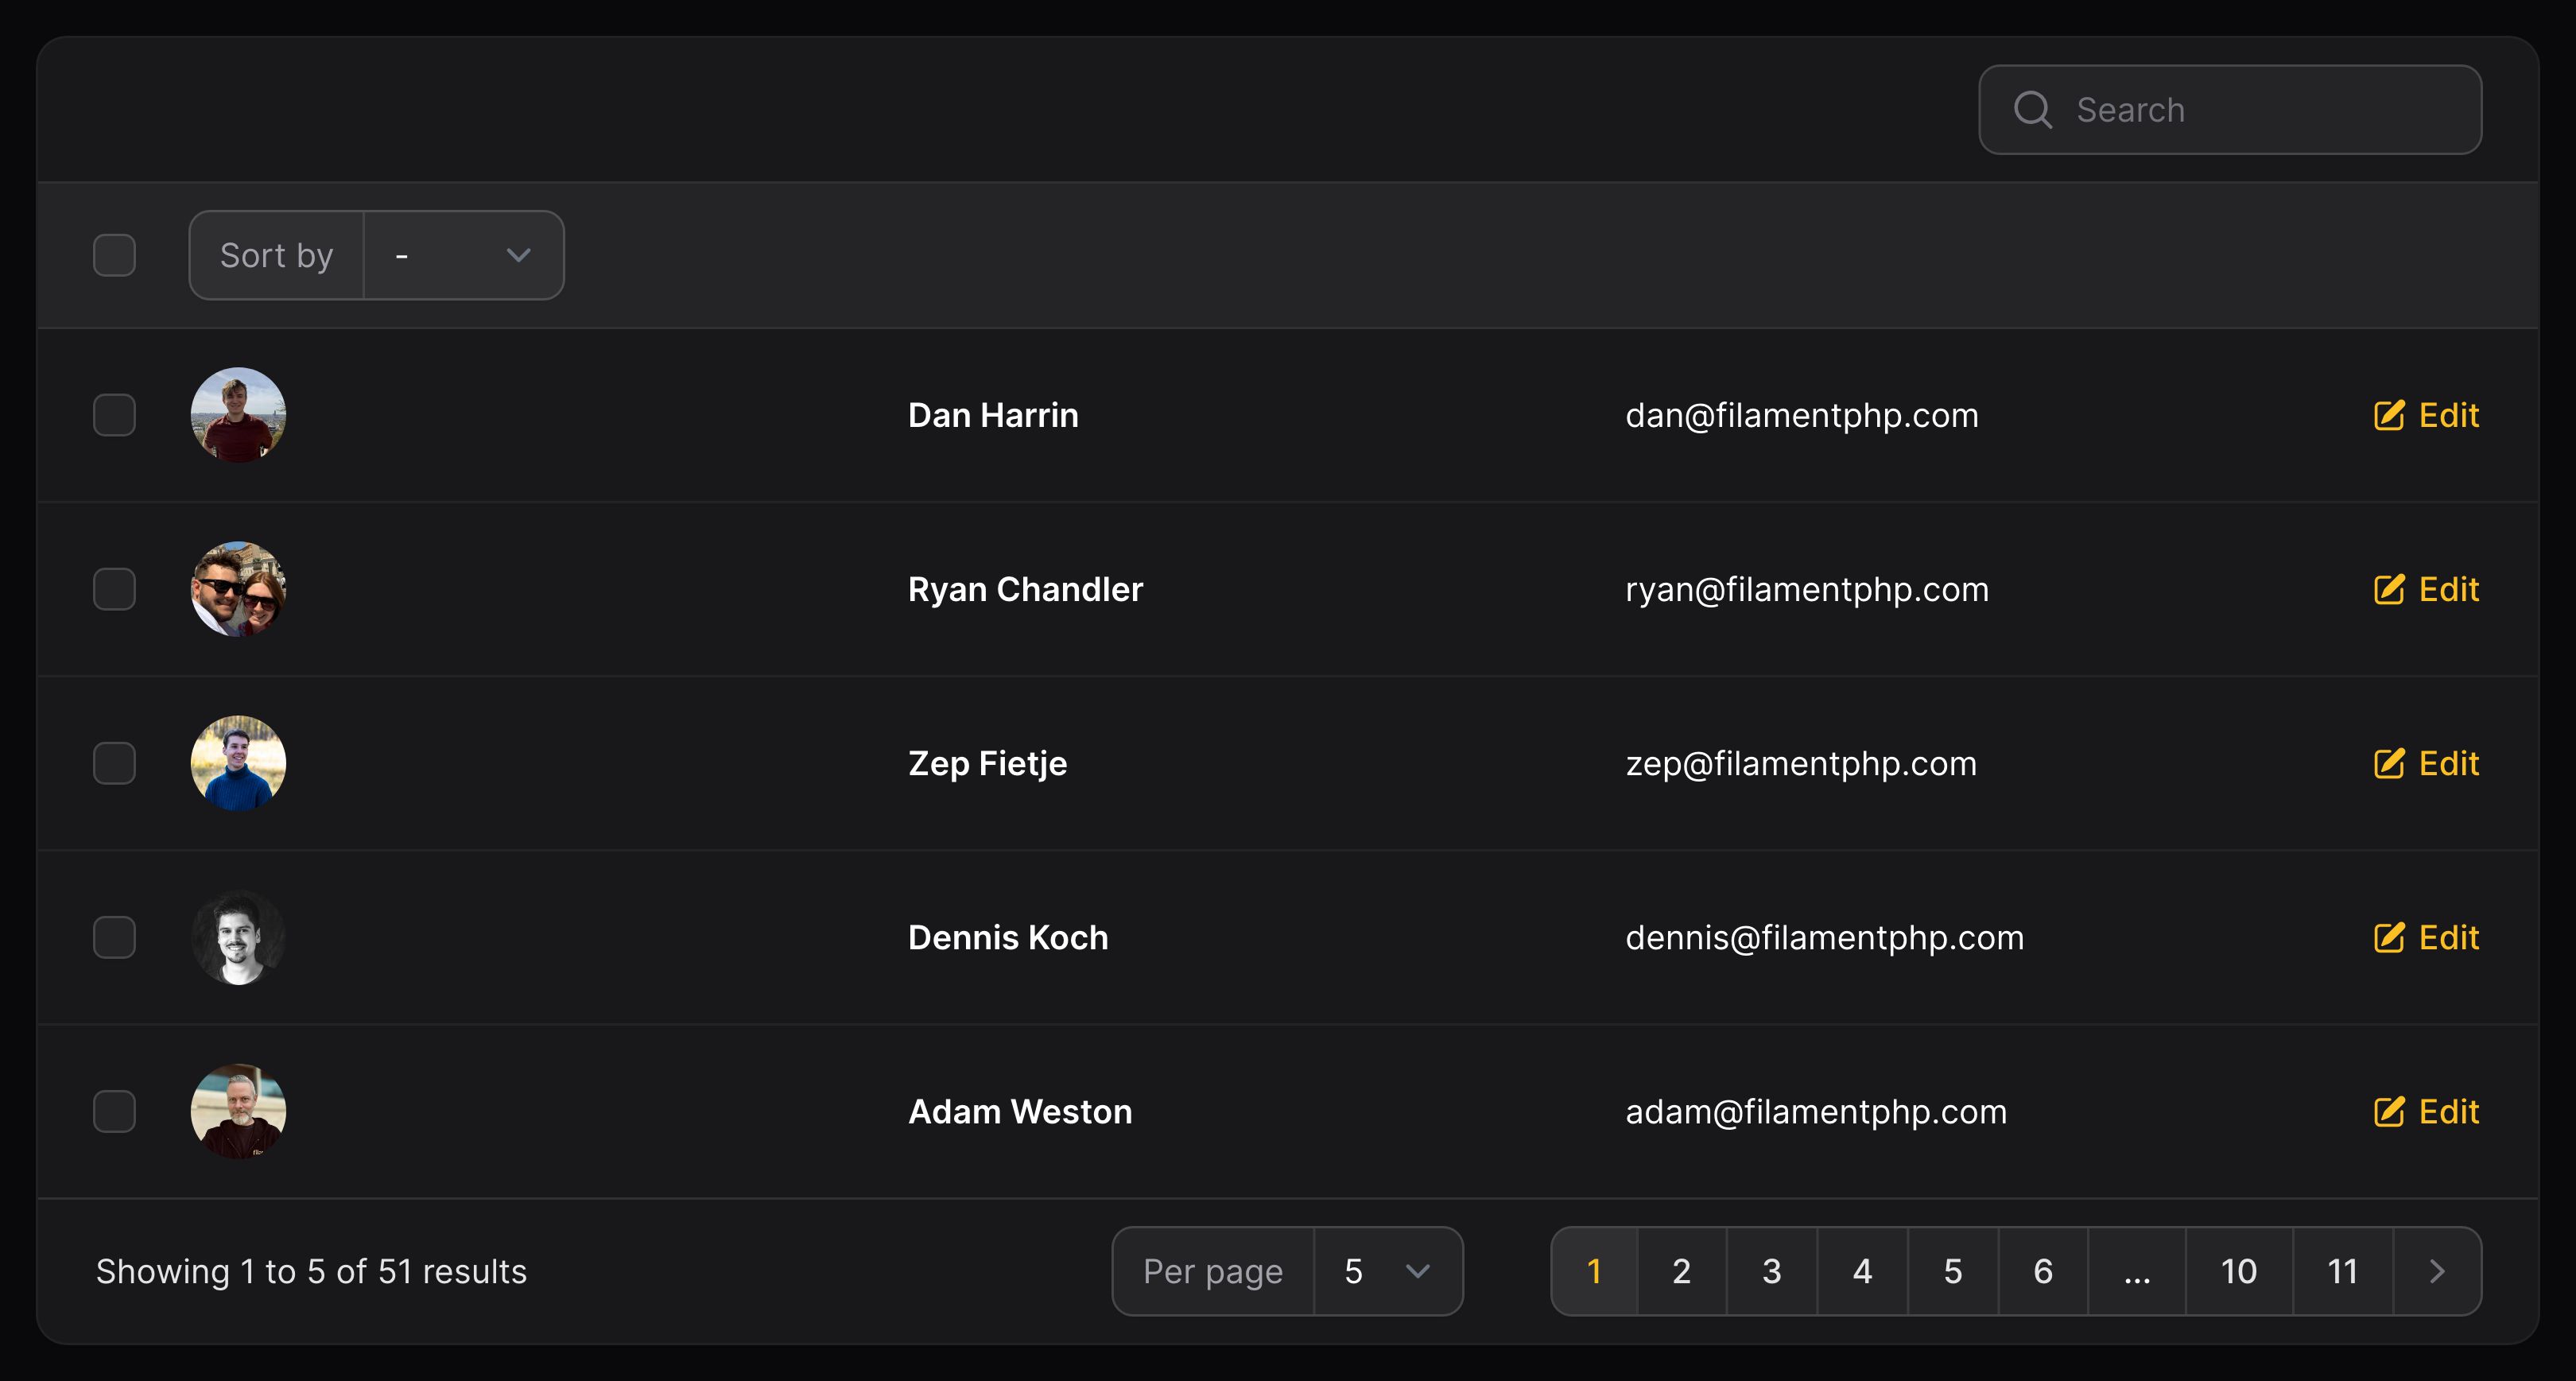 Search
Sort by -
Dan Harrin dan@filamentphp.com Edit
Ryan Chandler ryan@filamentphp.com Edit
Zep Fietje zep@filamentphp.com Edit
Dennis Koch dennis@filamentphp.com Edit
Adam Weston adam@filamentphp.com Edit
Showing 1 to 5 of 51 results Per page 5 1 2 3 4 5 6 ... 10 11